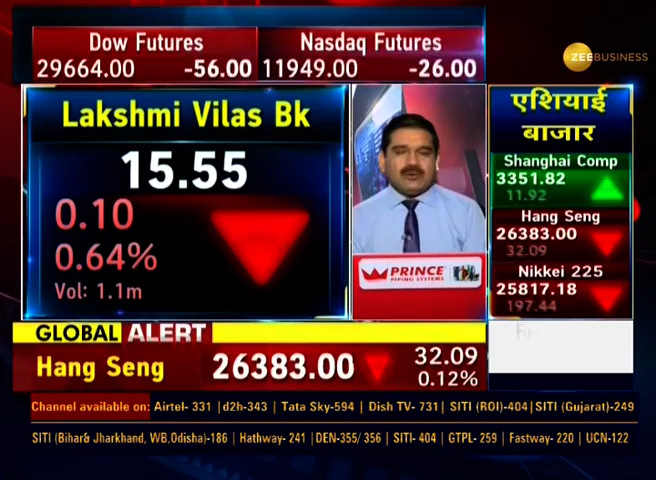 Dow Futures
29664.00 -56.00
Nasdaq Futures
11949.00 -26.00
ZEEBUSINESS
Lakshmi Vilas Bk
15.55
0.10
0.64%
Vol: 1.1m
PRINCE
PIPING SYSTEMS
एशियाई
बाजार
Shanghai Comp
3351.82
11.92
Hang Seng
26383.00
32.09
Nikkei 225
25817.18
197.44
GLOBAL ALERT
Hang Seng 26383.00 32.09
0.12%
Channel available on: Airtel- 331 |d2h-343 | Tata Sky-594 | Dish TV- 731| SITI (ROI)-404|SITI (Gujarat)-249
SITI (Bihar& Jharkhand, WB,Odisha)-186 | Hathway- 241 |DEN-355/ 356 | SITI- 404 | GTPL- 259 | Fastway- 220 | UCN-122